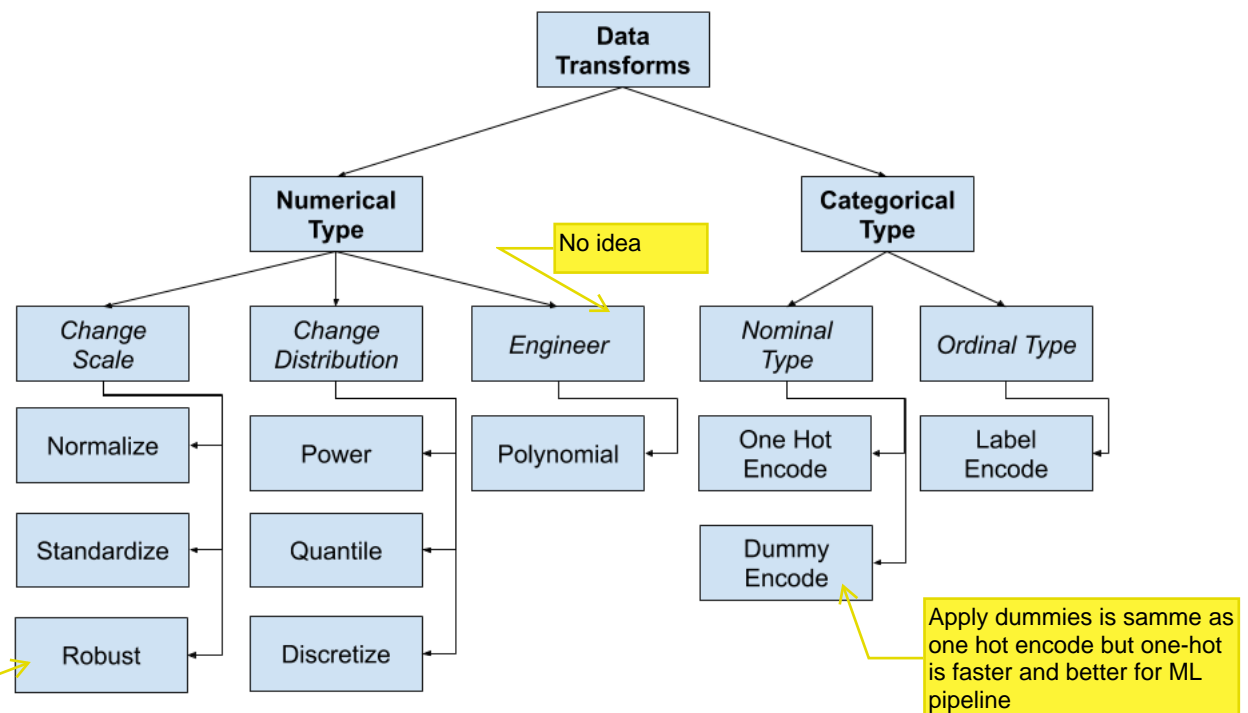 Data
Transforms
Numerical
Type
Categorical
Type
No idea
Change
Scale
Change
Distribution
Engineer
Nominal
Type
Ordinal Type
Normalize
Power
Polynomial
One Hot
Encode
Label
Encode
Standardize
Quantile
Dummy
Encode
Robust
Discretize
Apply dummies is samme as
one hot encode but one-hot
is faster and better for ML
pipeline